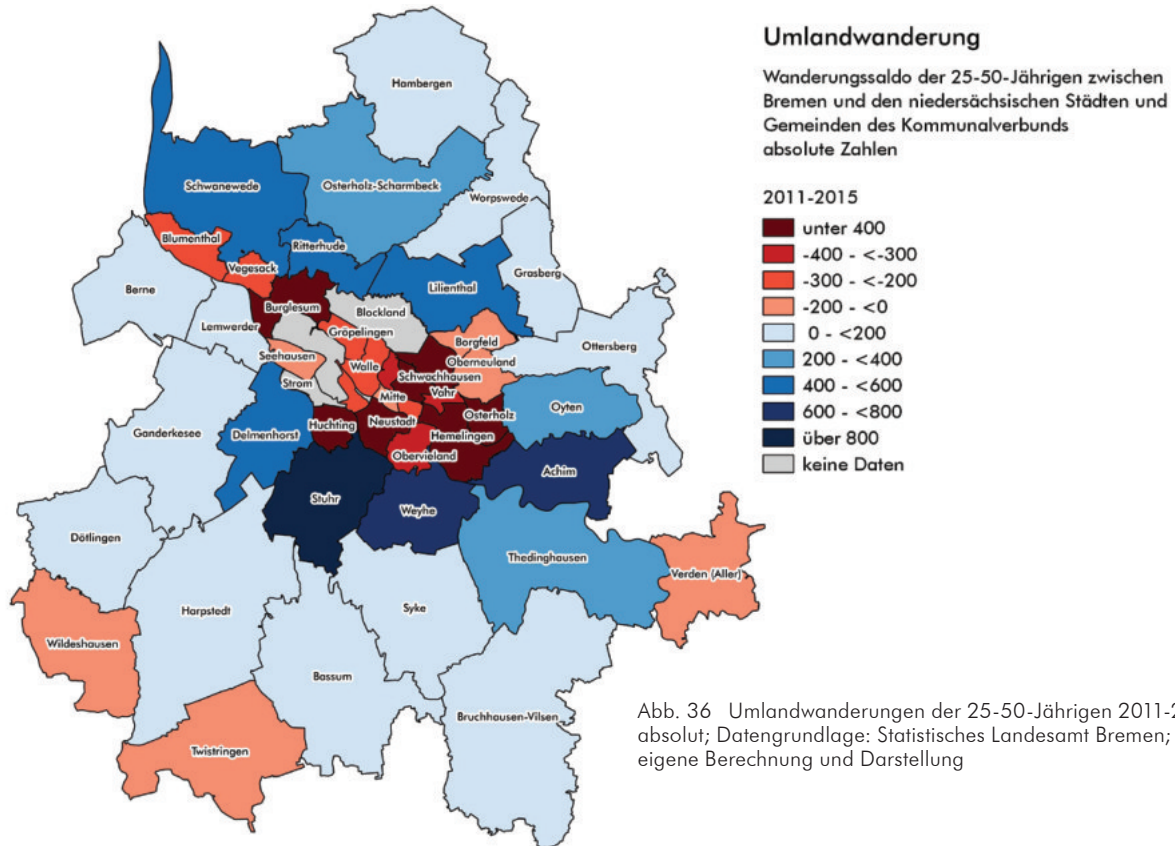 Umlandwanderung
Wanderungssaldo der 25-50-Jährigen zwischen
Bremen und den niedersächsischen Städten und
Gemeinden des Kommunalverbunds
absolute Zahlen
2011-2015
unter 400
-400 - <-300
-300 - <-200
-200 - <0
0 - <200
200 - <400
400 - <600
600 - <800
über 800
keine Daten
Hambergen
Schwanewede
Osterholz-Scharmbeck
Worpswede
Blumenthal
Ritterhude
Vegesack
Grasberg
Berne
Lilienthal
Burglesum
Blockland
Lemwerder
Gröpelingen
Borgfeld
Ottersberg
Seehausen
Oberneuland
Walle
Schwachhausen
Strom
Vahr
Mitte
Oyten
Osterholz
Huchting
Neustadt
Ganderkesee
Delmenhorst
Hemelingen
Obervieland
Achim
Stuhr
Weyhe
Dötlingen
Thedinghausen
Verden (Aller)
Harpstedt
Syke
Wildeshausen
Bassum
Bruchhausen-Vilsen
Twistringen
Abb. 36 Umlandwanderungen der 25-50-Jährigen 2011-2
absolut; Datengrundlage: Statistisches Landesamt Bremen;
eigene Berechnung und Darstellung